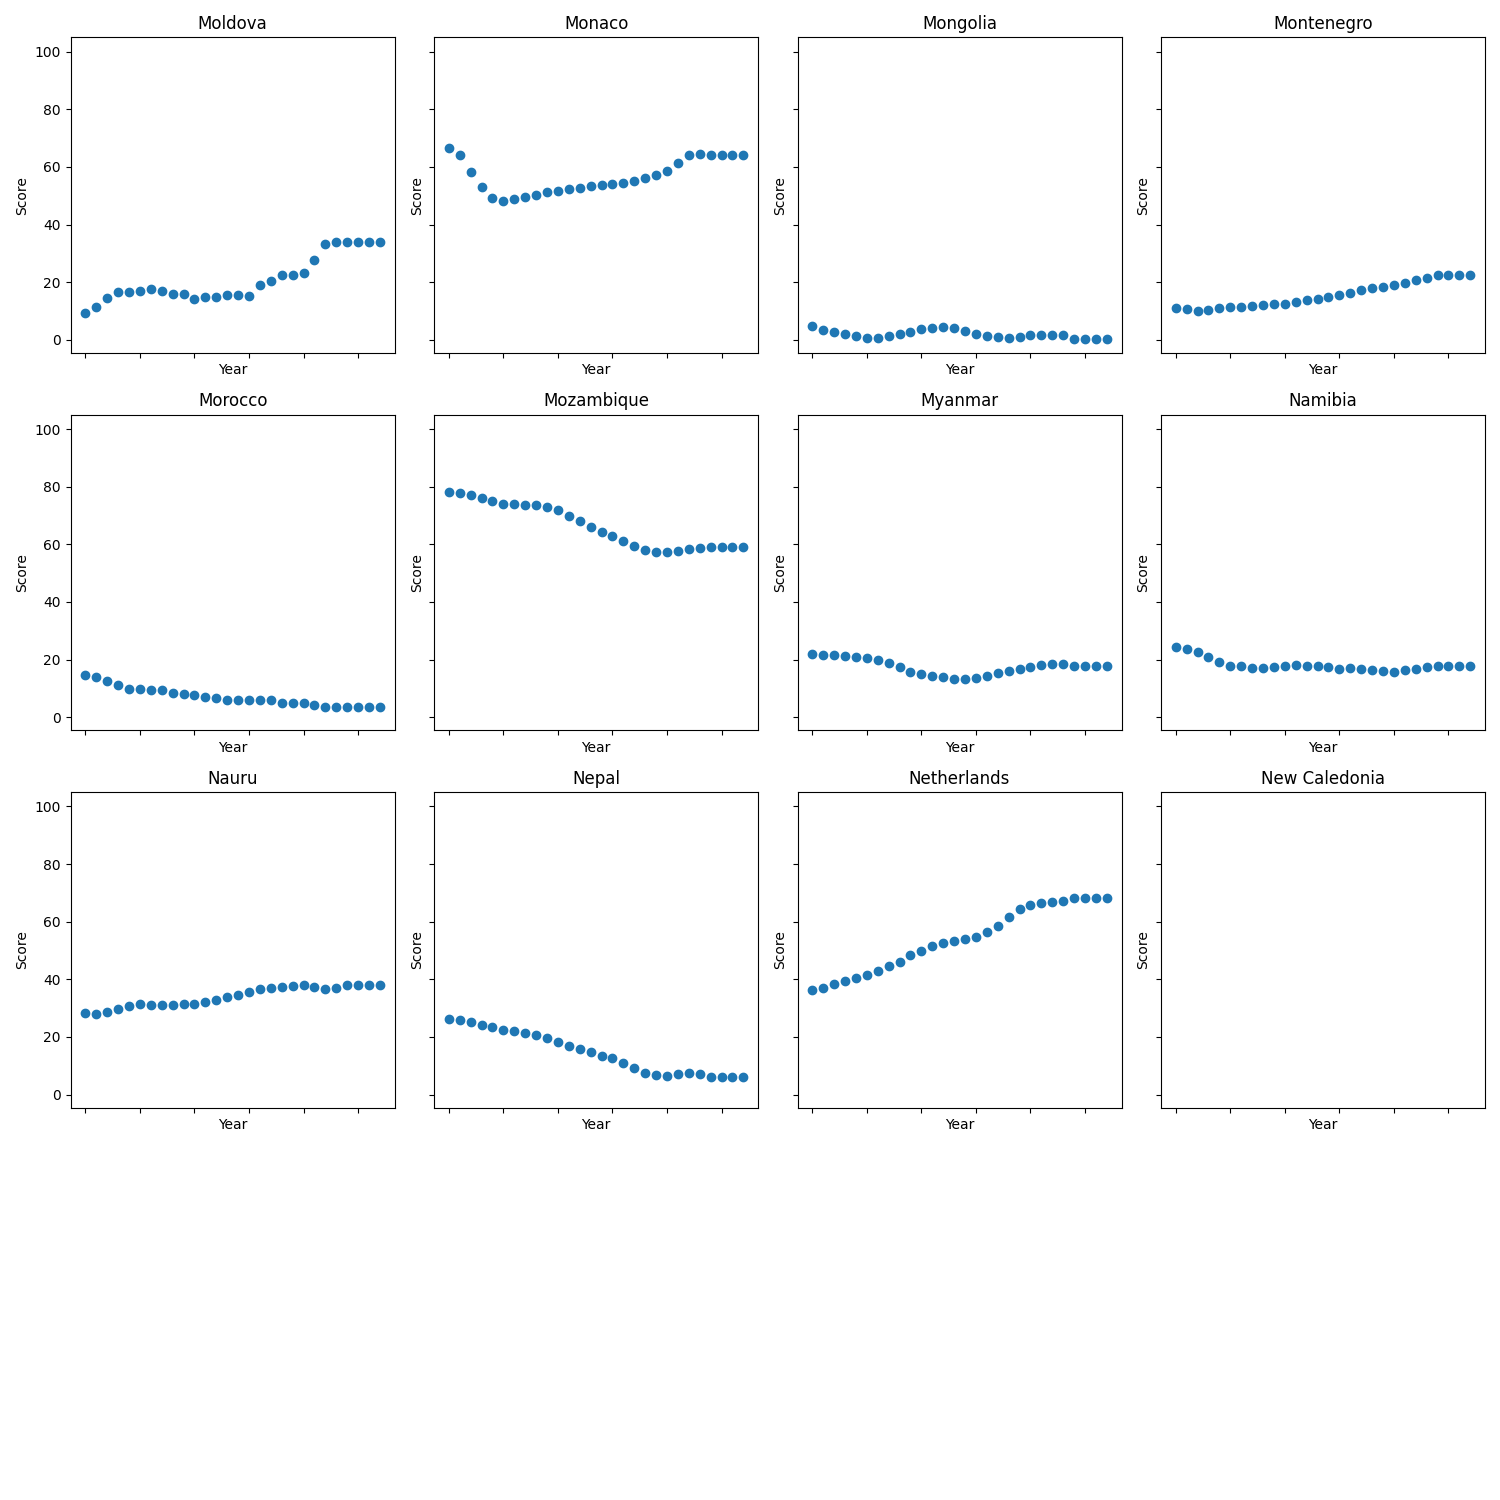 Moldova Monaco Mongolia Montenegro
100
80
60
40
20
0
Score Score Score Score
Year Year Year Year
Morocco Mozambique Myanmar Namibia
100
80
60
40
20
0
Score Score Score Score
Year Year Year Year
Nauru Nepal Netherlands New Caledonia
100
80
60
40
20
0
Score Score Score Score
Year Year Year Year